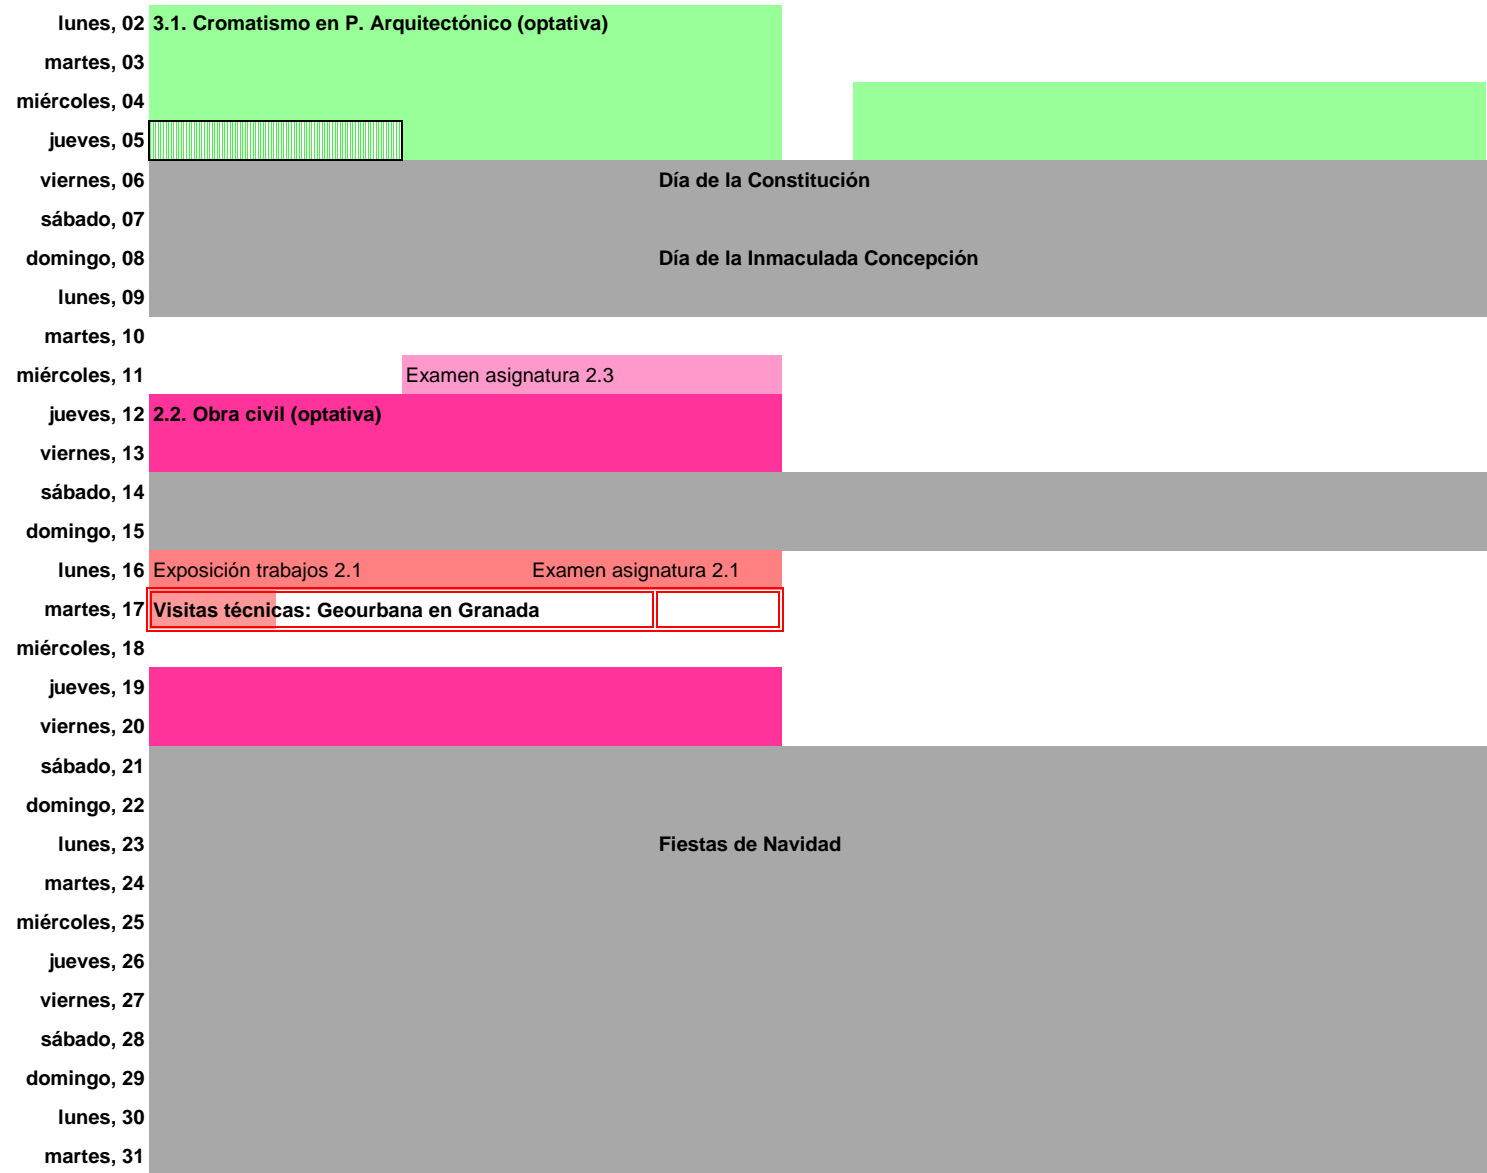 lunes, 02 3.1. Cromatismo en P. Arquitectónico (optativa)
martes, 03
miércoles, 04
jueves, 05
viernes, 06 Día de la Constitución
sábado, 07
domingo, 08 Día de la Inmaculada Concepción
lunes, 09
martes, 10
miércoles, 11 Examen asignatura 2.3
jueves, 12 2.2. Obra civil (optativa)
viernes, 13
sábado, 14
domingo, 15
lunes, 16 Exposición trabajos 2.1 Examen asignatura 2.1
martes, 17 Visitas técnicas: Geourbana en Granada
miércoles, 18
jueves, 19
viernes, 20
sábado, 21
domingo, 22
lunes, 23 Fiestas de Navidad
martes, 24
miércoles, 25
jueves, 26
viernes, 27
sábado, 28
domingo, 29
lunes, 30
martes, 31